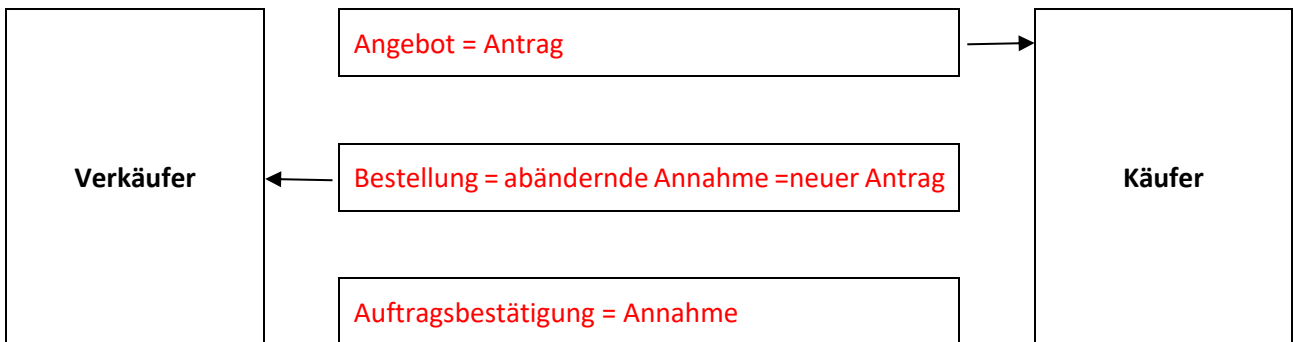 Angebot = Antrag
Verkäufer
Bestellung = abändernde Annahme =neuer Antrag
Käufer
Auftragsbestätigung = Annahme